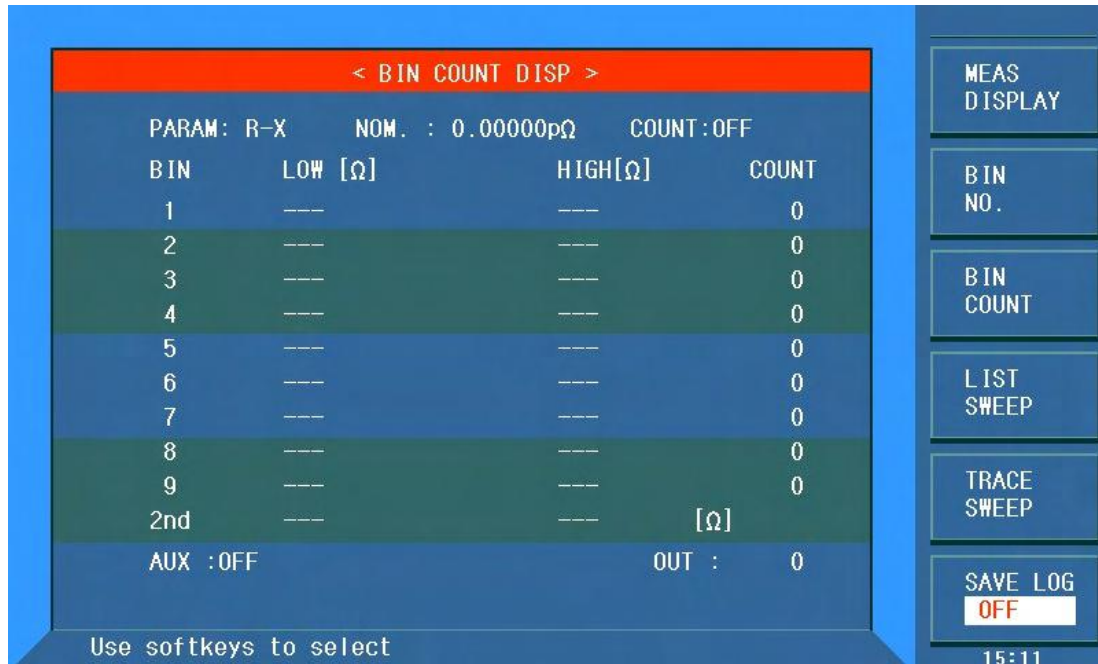 < BIN COUNT DISP >
PARAM: R-X NOM. : 0.00000pΩ COUNT:OFF
BIN LOW [Ω] HIGH[Ω] COUNT
1 --- --- 0
2 --- --- 0
3 --- --- 0
4 --- --- 0
5 --- --- 0
6 --- --- 0
7 --- --- 0
8 --- --- 0
9 --- --- 0
2nd --- --- [Ω]
AUX :OFF OUT : 0
Use softkeys to select
MEAS
DISPLAY
BIN
NO.
BIN
COUNT
LIST
SWEEP
TRACE
SWEEP
SAVE LOG
OFF
15:11